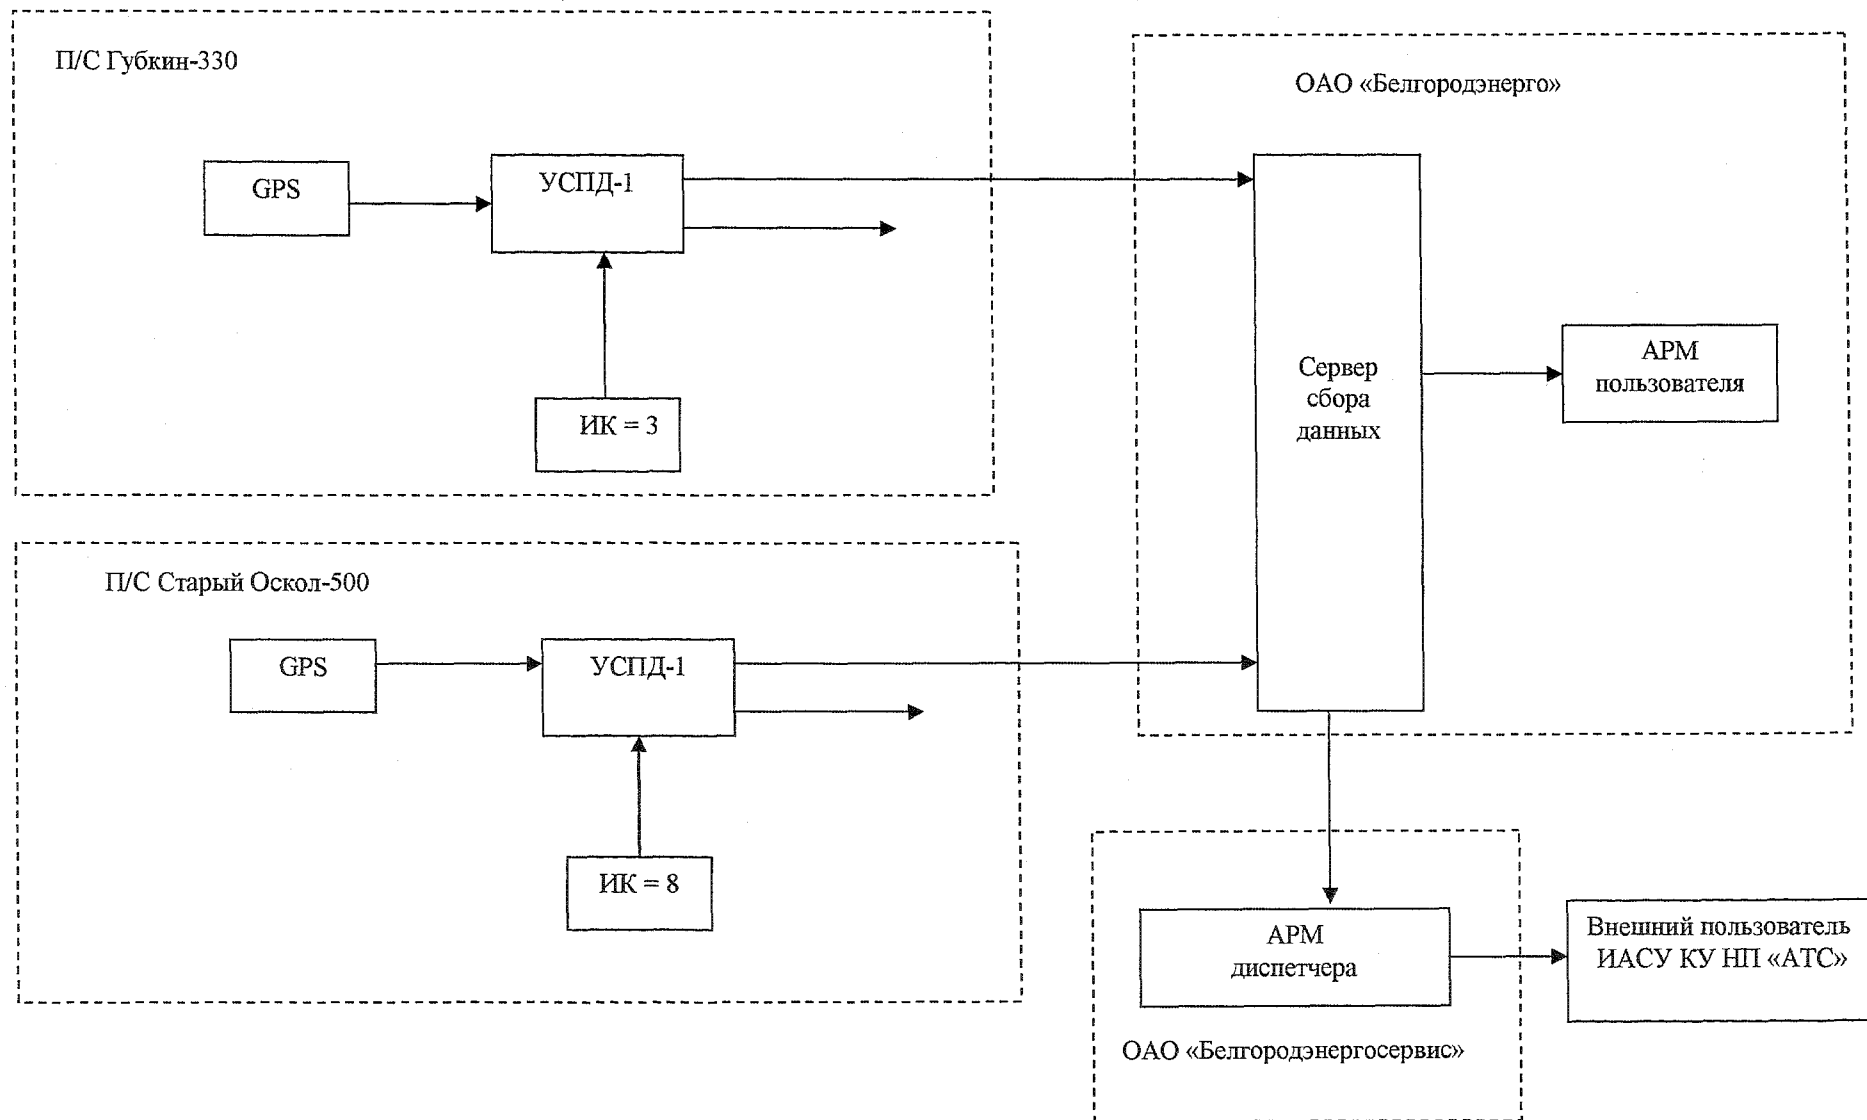 П/С Губкин-330
GPS
УСПД-1
ИК = 3
П/С Старый Оскол-500
GPS
УСПД-1
ИК = 8
ОАО «Белгородэнерго»
Сервер
сбора
данных
АРМ
пользователя
АРМ
диспетчера
ОАО «Белгородэнергосервис»
Внешний пользователь
ИАСУ КУ НП «АТС»